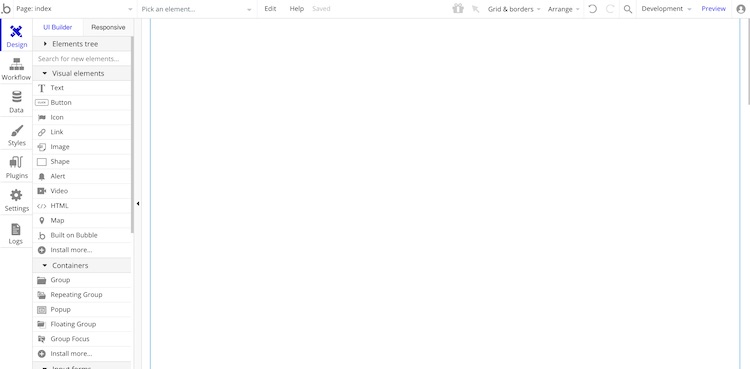 b Page: index Pick an element... Edit Help Saved Grid & borders Arrange Development Preview
UI Builder Responsive
Design
Elements tree
Search for new elements...
Visual elements
Workflow
Text
Button
Data
Icon
Link
Styles
Image
Shape
Plugins
Alert
Video
Settings
HTML
Map
Logs
Built on Bubble
Install more...
Containers
Group
Repeating Group
Popup
Floating Group
Group Focus
Install more...
Input forms